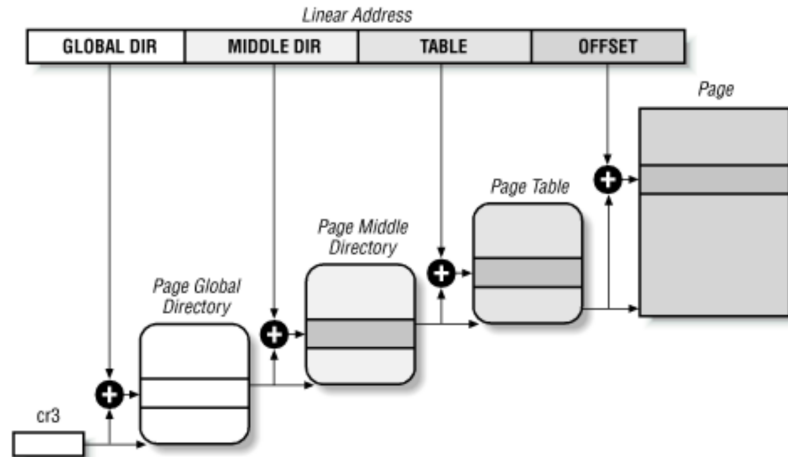 Linear Address
GLOBAL DIR MIDDLE DIR TABLE OFFSET
Page
Page Table
Page Middle
Directory
Page Global
Directory
cr3